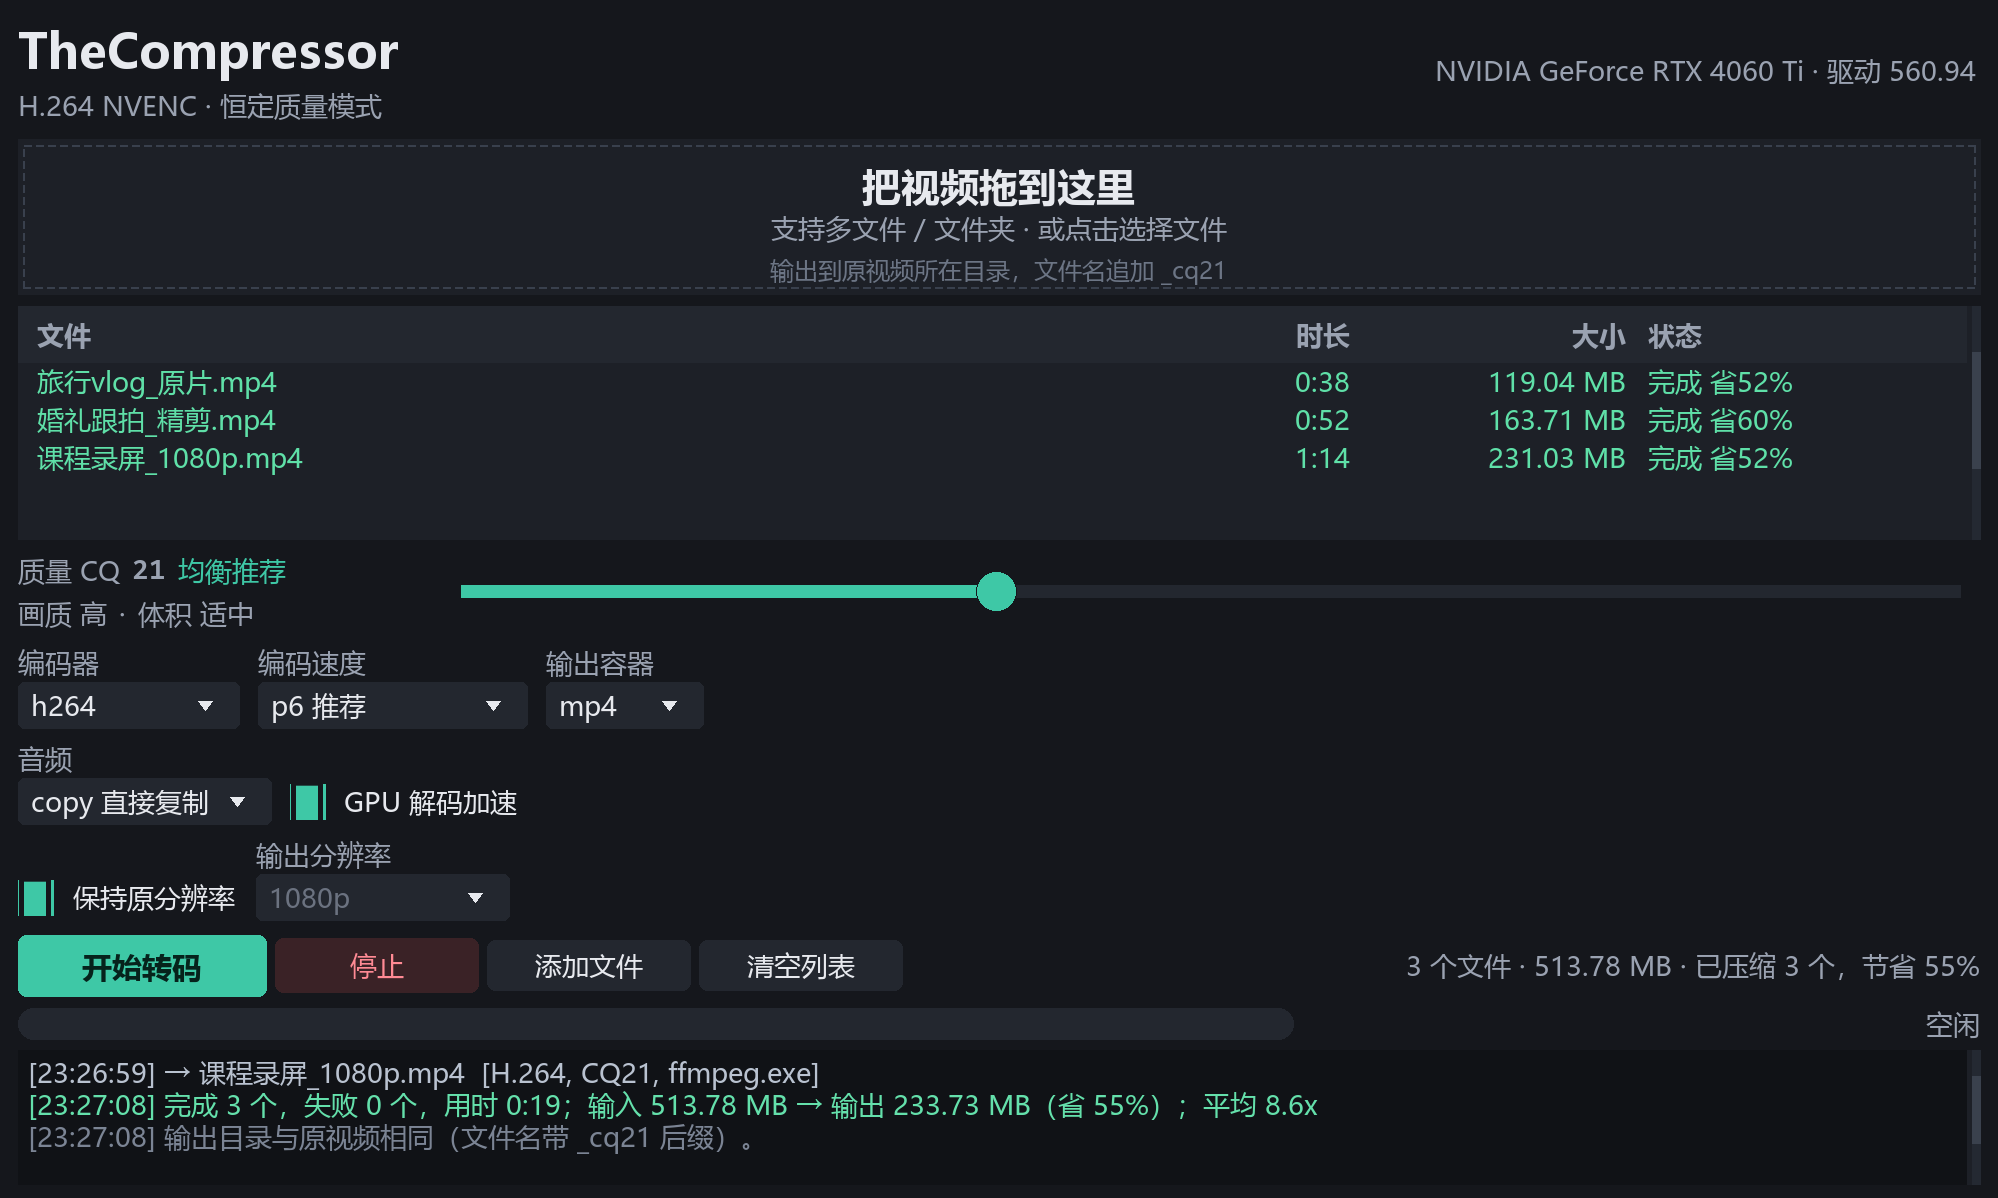 TheCompressor
NVIDIA GeForce RTX 4060 Ti · 驱动 560.94
H.264 NVENC · 恒定质量模式
把视频拖到这里
支持多文件 / 文件夹 · 或点击选择文件
输出到原视频所在目录，文件名追加 _cq21
文件 时长 大小 状态
旅行vlog_原片.mp4 0:38 119.04 MB 完成 省52%
婚礼跟拍_精剪.mp4 0:52 163.71 MB 完成 省60%
课程录屏_1080p.mp4 1:14 231.03 MB 完成 省52%
质量 CQ 21 均衡推荐
画质 高 · 体积 适中
编码器 编码速度 输出容器
h264 p6 推荐 mp4
音频
copy 直接复制 GPU 解码加速
输出分辨率
保持原分辨率 1080p
开始转码 停止 添加文件 清空列表 3 个文件 · 513.78 MB · 已压缩 3 个，节省 55%
空闲
[23:26:59] → 课程录屏_1080p.mp4 [H.264, CQ21, ffmpeg.exe]
[23:27:08] 完成 3 个，失败 0 个，用时 0:19；输入 513.78 MB → 输出 233.73 MB（省 55%）；平均 8.6x
[23:27:08] 输出目录与原视频相同（文件名带 _cq21 后缀）。